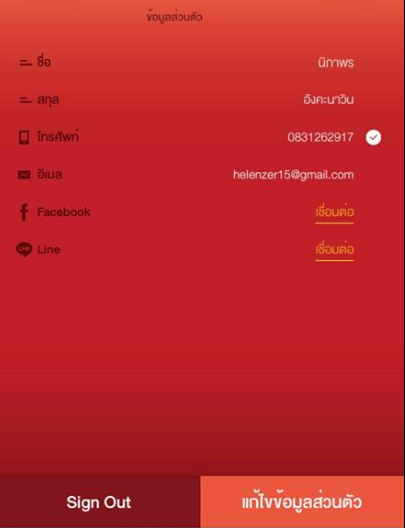 ข้อมูลส่วนตัว
ชื่อ นิภาพร
สกุล อังคะนาวิน
โทรศัพท์ 0831262917
อีเมล helenzer15@gmail.com
Facebook เชื่อมต่อ
LINE Line เชื่อมต่อ
Sign Out แก้ไขข้อมูลส่วนตัว